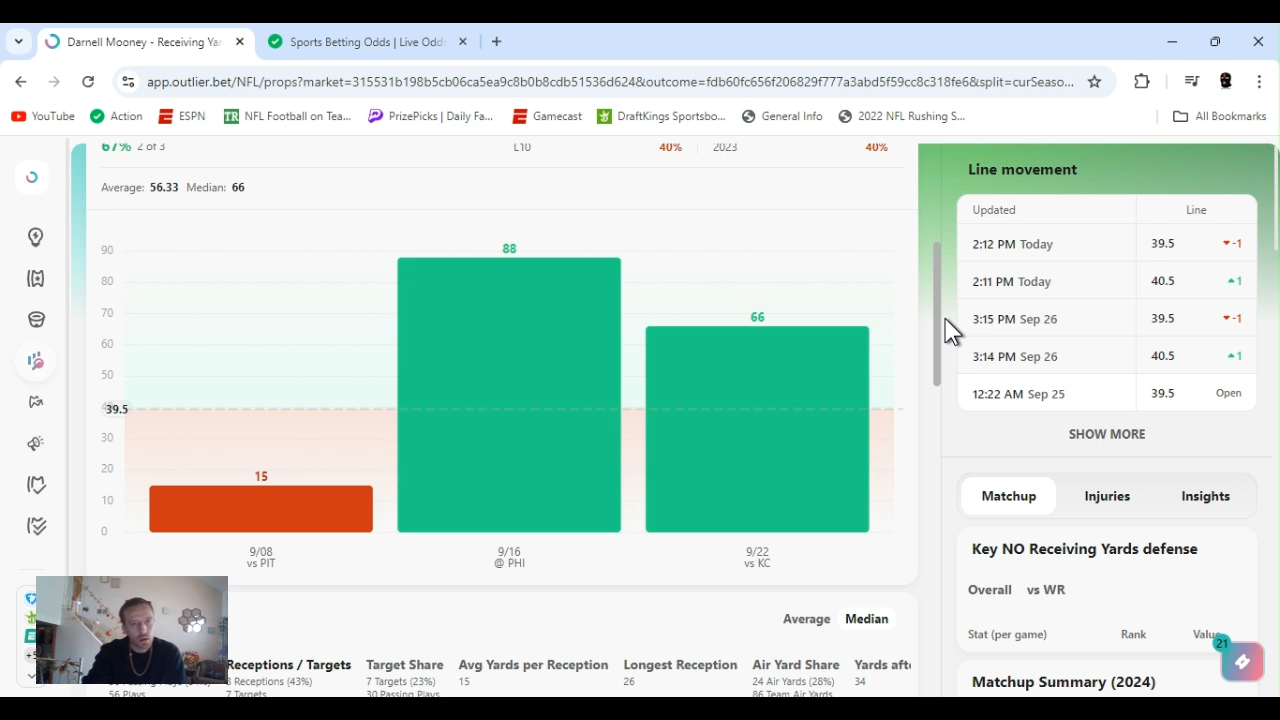 Darnell Mooney - Receiving Ya
Sports Betting Odds | Live Odd
app.outlier.bet/NFL/props?market=315531b198b5cb06ca5ea9c8b0b8cdb51536d624&outcome=fdb60fc656f206829f777a3abd5f59cc8c318fe6&split=curSeaso...
YouTube Action ESPN NFL Football on Tea... PrizePicks | Daily Fa... Gamecast DraftKings Sportsbo... General Info 2022 NFL Rushing S... All Bookmarks
67% 2 of 3 L10 40% 2023 40%
Average: 56.33 Median: 66
90
80
70
60
50
39.5
30
20
10
0
88
66
15
9/08
vs PIT
9/16
@ PHI
9/22
vs KC
Average Median
Receptions / Targets Target Share Avg Yards per Reception Longest Reception Air Yard Share Yards afte
8 Receptions (43%) 7 Targets (23%) 15 26 24 Air Yards (28%) 34
56 Plays 7 Targets 30 Passing Plays 86 Team Air Yards
Line movement
Updated Line
2:12 PM Today 39.5 -1
2:11 PM Today 40.5 1
3:15 PM Sep 26 39.5 -1
3:14 PM Sep 26 40.5 1
12:22 AM Sep 25 39.5 Open
SHOW MORE
Matchup Injuries Insights
Key NO Receiving Yards defense
Overall vs WR
Stat (per game) Rank Value
21
Matchup Summary (2024)